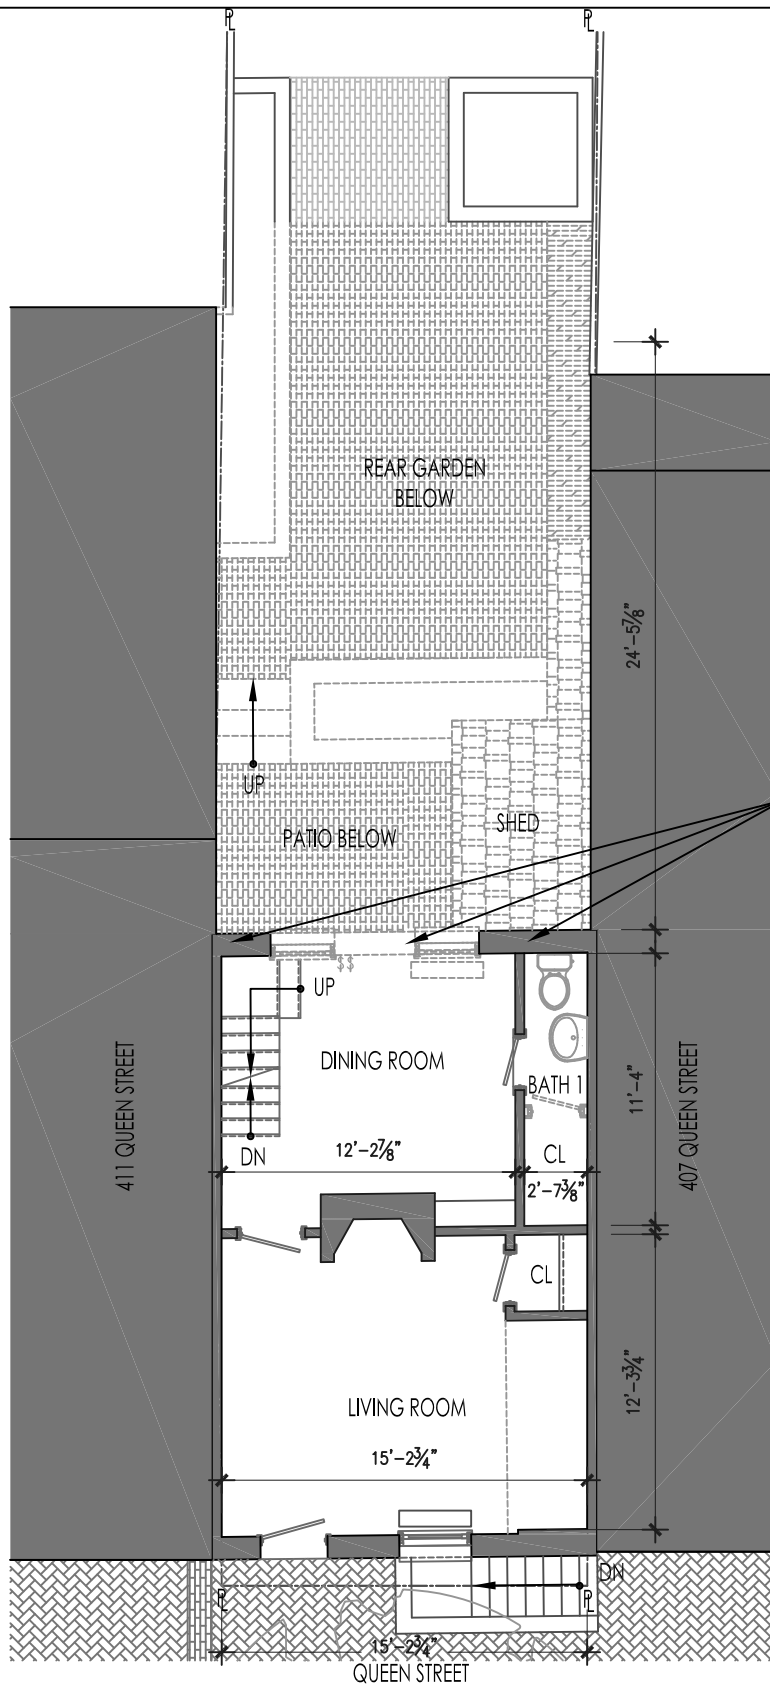 PL
PL
REAR GARDEN
BELOW
24'-5⅞"
UP
PATIO BELOW
SHED
UP
DINING ROOM
BATH 1
411 QUEEN STREET
11'-4"
407 QUEEN STREET
12'-2⅞"
DN
CL
2'-7⅜"
CL
12'-3¾"
LIVING ROOM
15'-2¾"
DN
PL
PL
15'-2¾"
QUEEN STREET